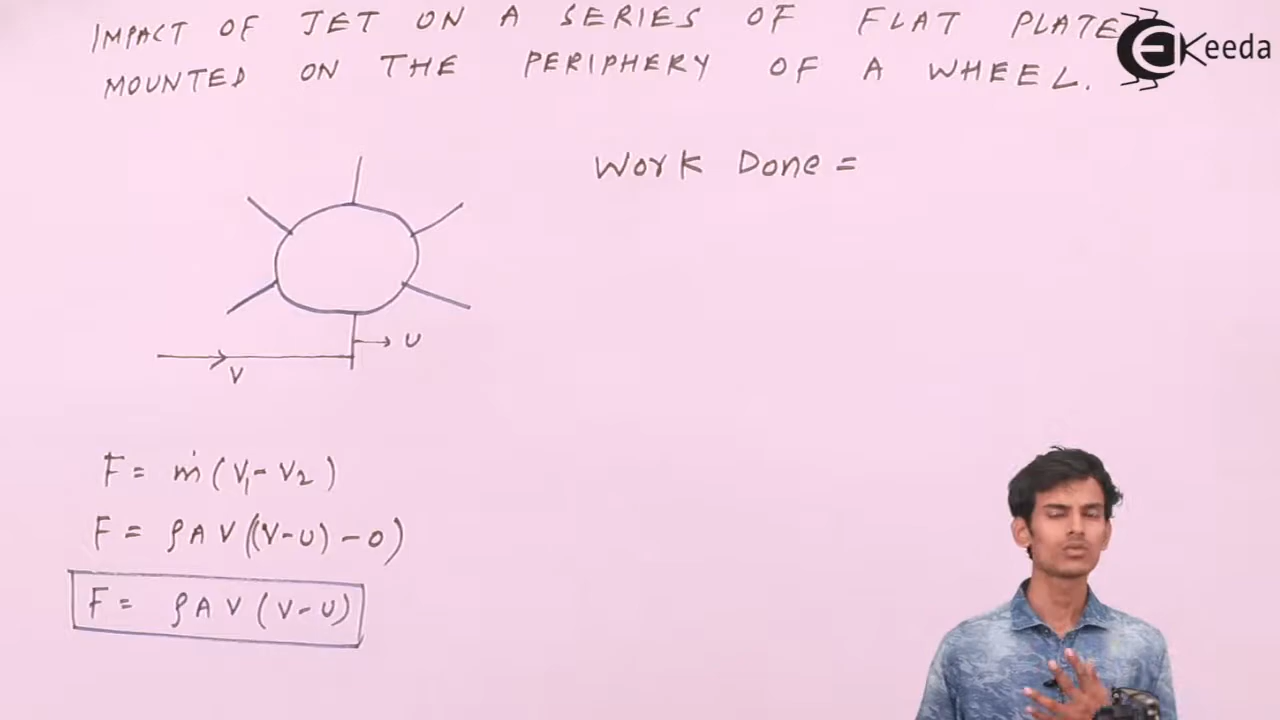 IMPACT OF JET ON A SERIES OF FLAT PLATE
MOUNTED ON THE PERIPHERY OF A WHEEL.
EKeeda
Work Done =
U
V
F = ṁ (V₁- V₂)
F = ρ A V ((V-U) - 0)
F = ρ A V (V-U)